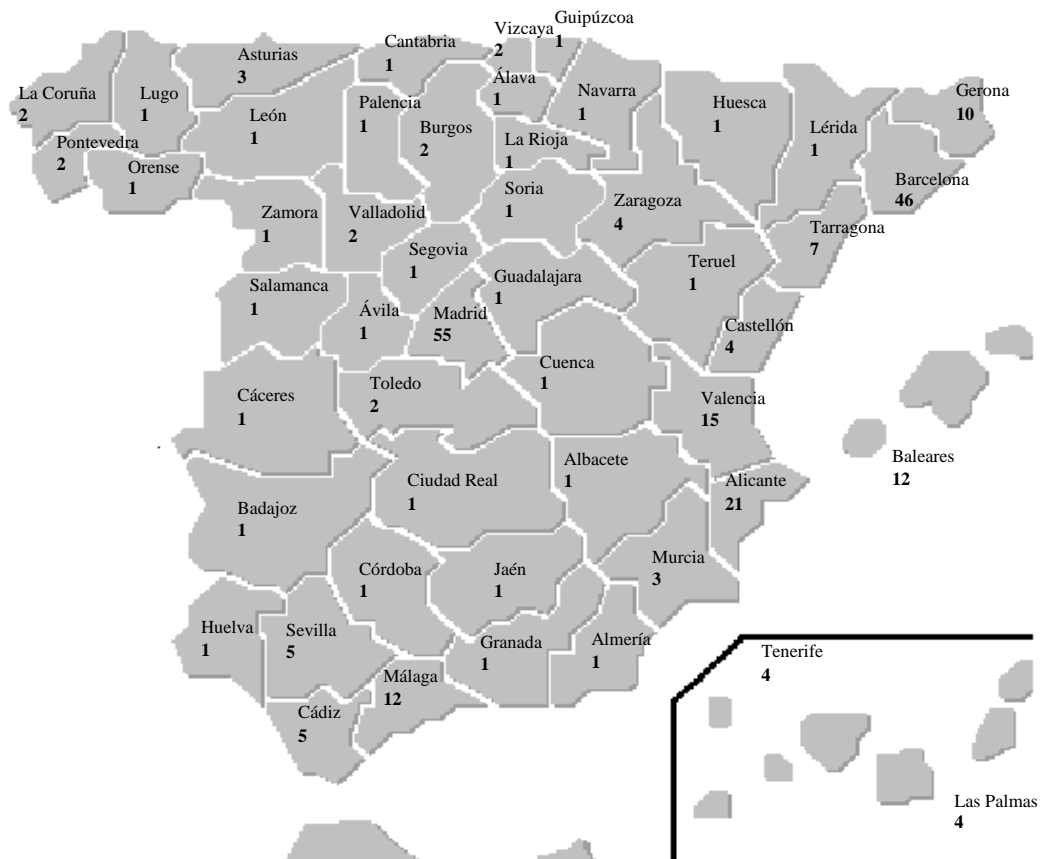 Guipúzcoa
1
Vizcaya
2
Cantabria
1
Asturias
3
La Coruña
2
Lugo
1
Álava
1
Navarra
1
Huesca
1
Gerona
10
León
1
Palencia
1
Burgos
2
Lérida
1
Pontevedra
2
La Rioja
1
Orense
1
Barcelona
46
Soria
1
Zaragoza
4
Zamora
1
Valladolid
2
Tarragona
7
Segovia
1
Guadalajara
1
Teruel
1
Salamanca
1
Ávila
1
Madrid
55
Castellón
4
Cuenca
1
Toledo
2
Cáceres
1
Valencia
15
Baleares
12
Albacete
1
Ciudad Real
1
Alicante
21
Badajoz
1
Murcia
3
Córdoba
1
Jaén
1
Huelva
1
Sevilla
5
Granada
1
Almería
1
Tenerife
4
Málaga
12
Cádiz
5
Las Palmas
4